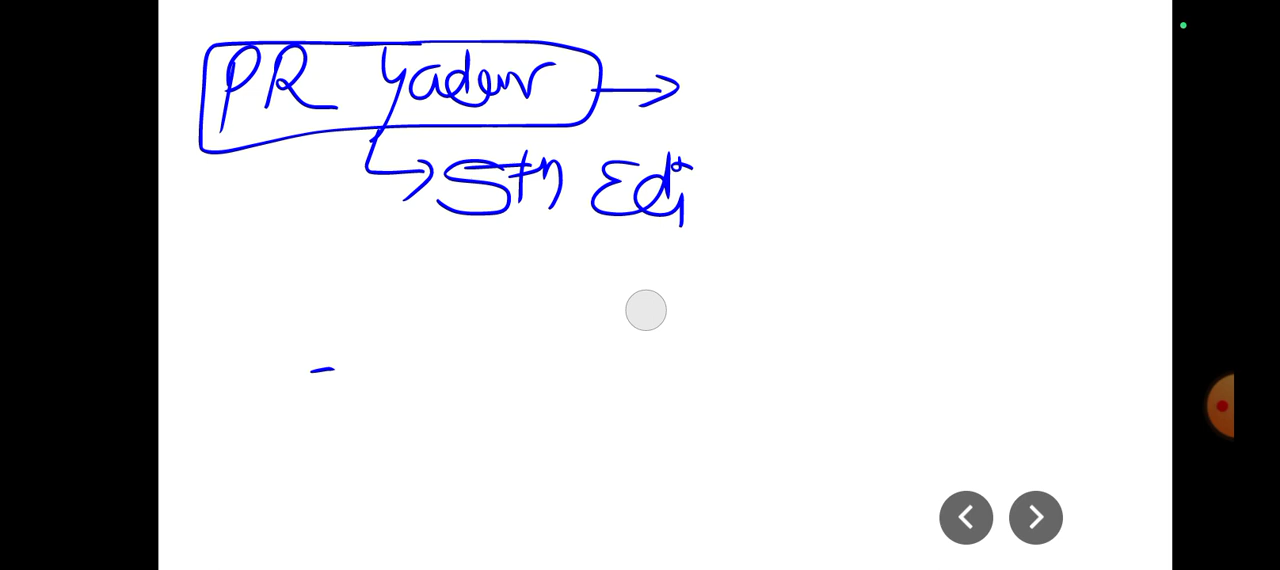 PR Yadav →
↳ 5th Edi